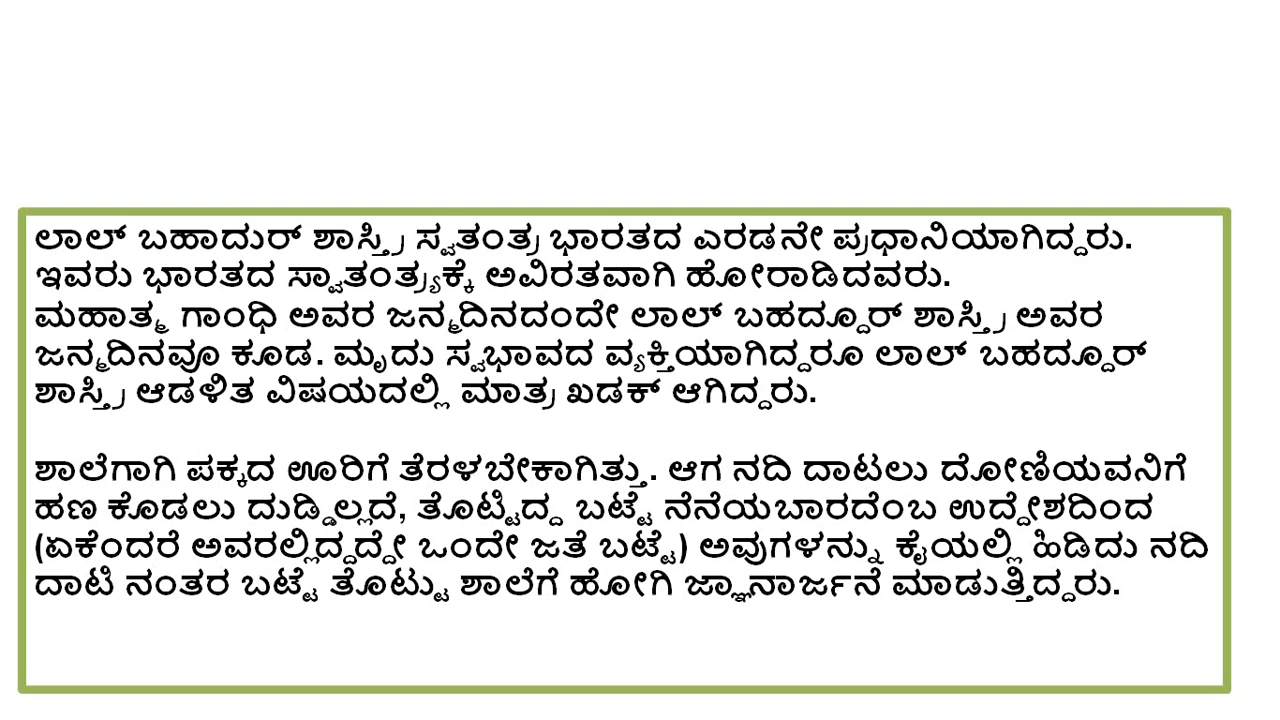 ಲಾಲ್ ಬಹಾದುರ್ ಶಾಸ್ತ್ರಿ ಸ್ವತಂತ್ರ ಭಾರತದ ಎರಡನೇ ಪ್ರಧಾನಿಯಾಗಿದ್ದರು.
ಇವರು ಭಾರತದ ಸ್ವಾತಂತ್ರ್ಯಕ್ಕೆ ಅವಿರತವಾಗಿ ಹೋರಾಡಿದವರು.
ಮಹಾತ್ಮ ಗಾಂಧಿ ಅವರ ಜನ್ಮದಿನದಂದೇ ಲಾಲ್ ಬಹದ್ದೂರ್ ಶಾಸ್ತ್ರಿ ಅವರ
ಜನ್ಮದಿನವೂ ಕೂಡ. ಮೃದು ಸ್ವಭಾವದ ವ್ಯಕ್ತಿಯಾಗಿದ್ದರೂ ಲಾಲ್ ಬಹದ್ದೂರ್
ಶಾಸ್ತ್ರಿ ಆಡಳಿತ ವಿಷಯದಲ್ಲಿ ಮಾತ್ರ ಖಡಕ್ ಆಗಿದ್ದರು.
ಶಾಲೆಗಾಗಿ ಪಕ್ಕದ ಊರಿಗೆ ತೆರಳಬೇಕಾಗಿತ್ತು. ಆಗ ನದಿ ದಾಟಲು ದೋಣಿಯವನಿಗೆ
ಹಣ ಕೊಡಲು ದುಡ್ಡಿಲ್ಲದೆ, ತೊಟ್ಟಿದ್ದ ಬಟ್ಟೆ ನೆನೆಯಬಾರದೆಂಬ ಉದ್ದೇಶದಿಂದ
(ಏಕೆಂದರೆ ಅವರಲ್ಲಿದ್ದದ್ದೇ ಒಂದೇ ಜತೆ ಬಟ್ಟೆ) ಅವುಗಳನ್ನು ಕೈಯಲ್ಲಿ ಹಿಡಿದು ನದಿ
ದಾಟಿ ನಂತರ ಬಟ್ಟೆ ತೊಟ್ಟು ಶಾಲೆಗೆ ಹೋಗಿ ಜ್ಞಾನಾರ್ಜನೆ ಮಾಡುತ್ತಿದ್ದರು.